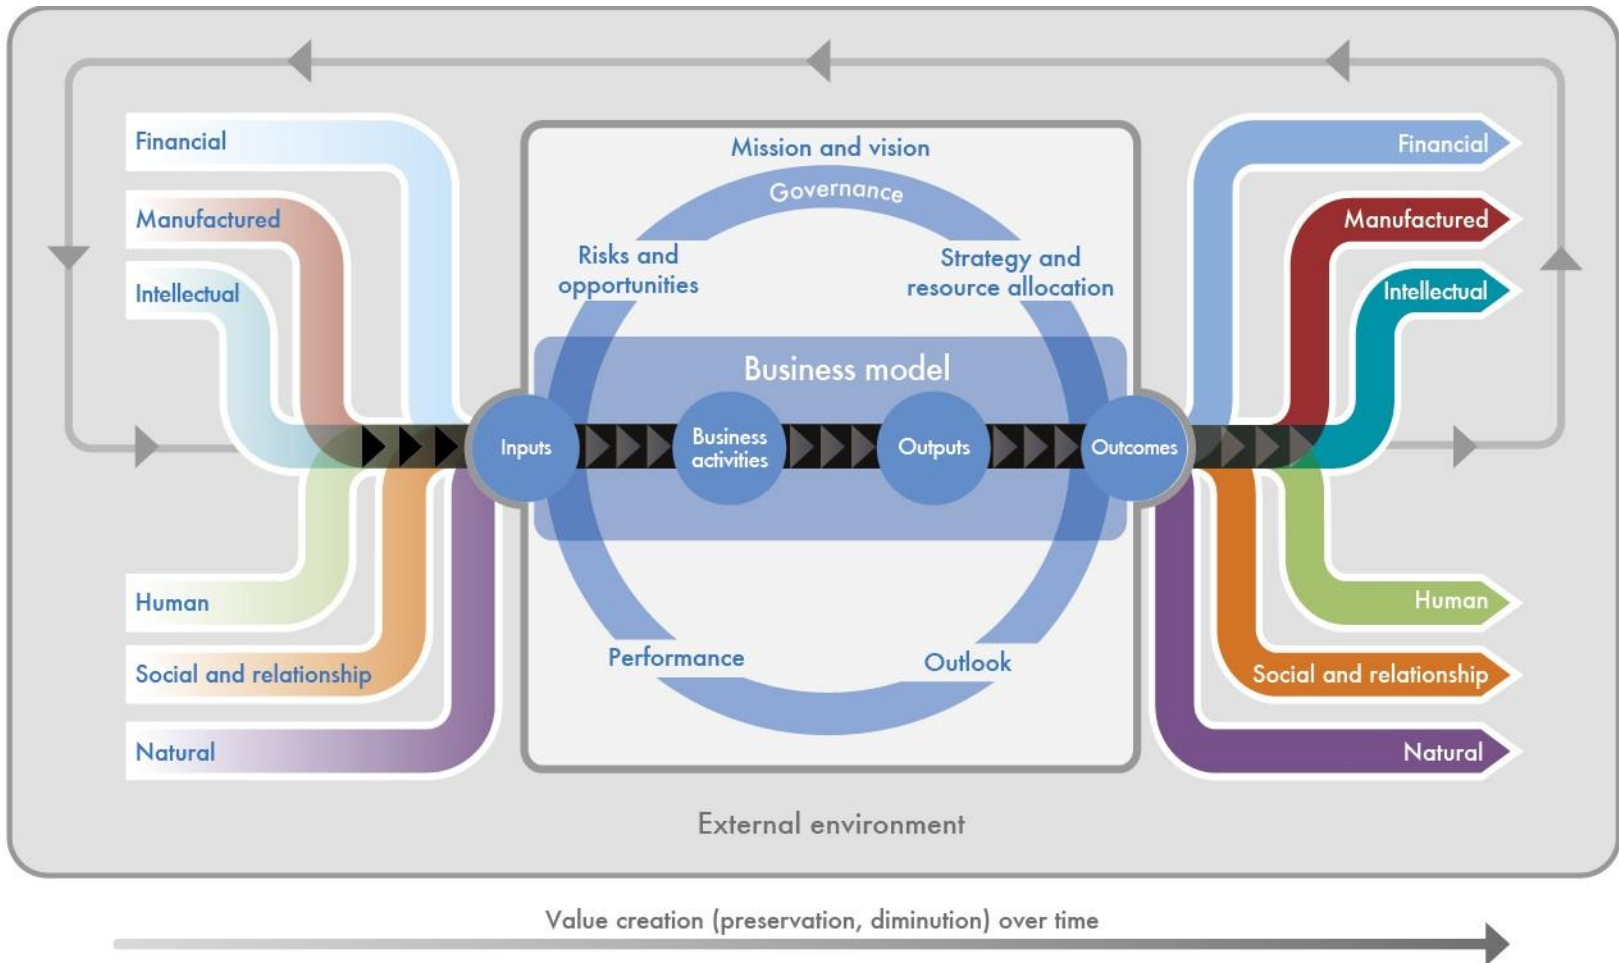 Financial
Manufactured
Intellectual
Human
Social and relationship
Natural
Mission and vision
Governance
Risks and
opportunities
Strategy and
resource allocation
Business model
Inputs
Business
activities
Outputs
Outcomes
Performance
Outlook
Financial
Manufactured
Intellectual
Human
Social and relationship
Natural
External environment
Value creation (preservation, diminution) over time